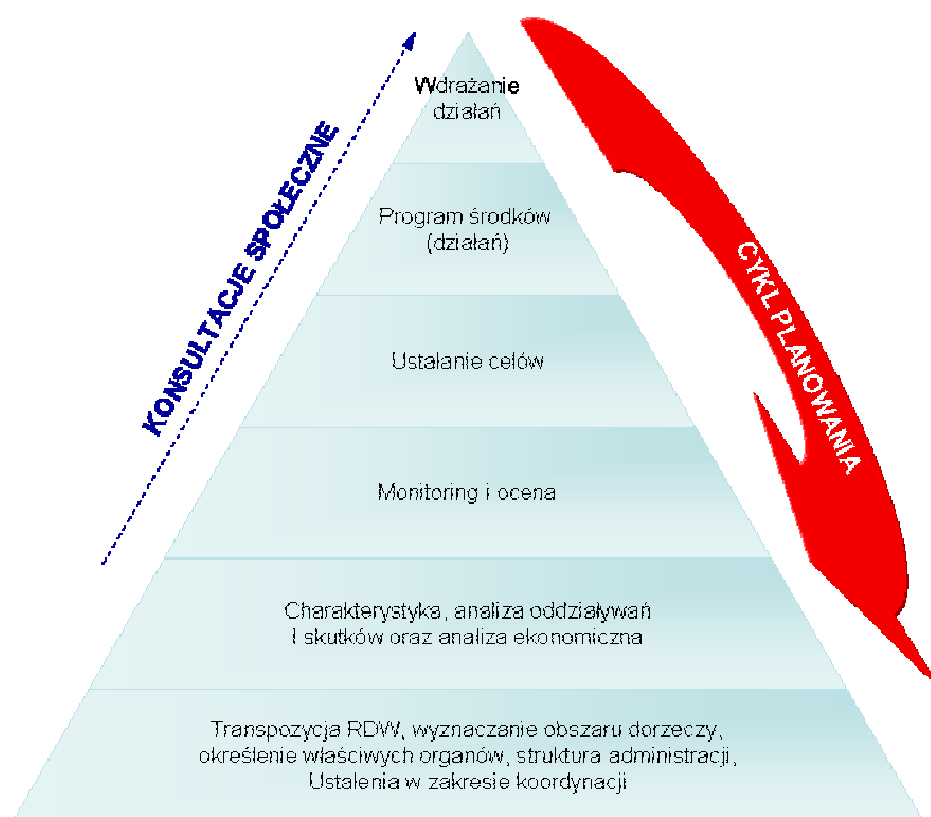 Wdrażanie
działań
Program środków
(działań)
Ustalanie celów
Monitoring i ocena
Charakterystyka, analiza oddziaływań
I skutków oraz analiza ekonomiczna
Transpozycja RDW, wyznaczanie obszaru dorzeczy,
określenie właściwych organów, struktura administracji,
Ustalenia w zakresie koordynacji
KONSULTACJE SPOŁECZNE
CYKL PLANOWANIA